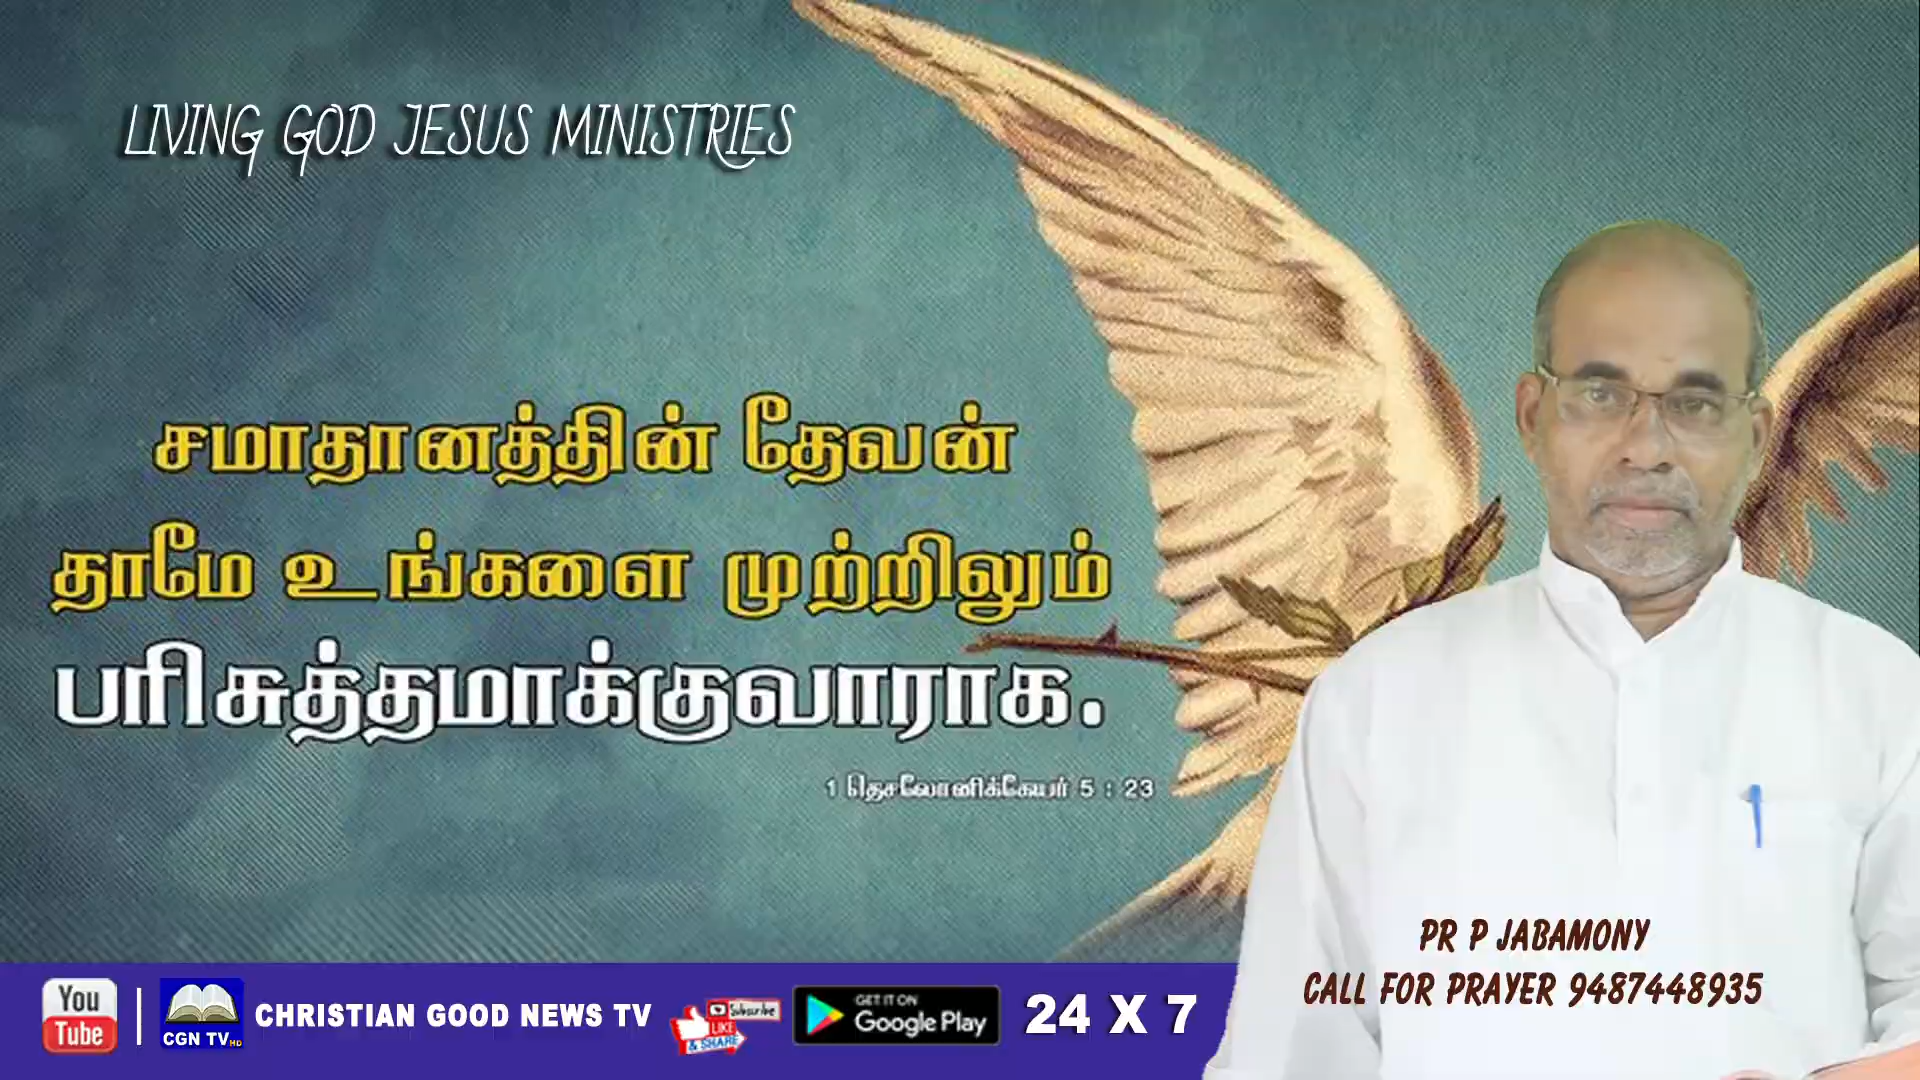 LIVING GOD JESUS MINISTRIES
சமாதானத்தின் தேவன்
தாமே உங்களை முற்றிலும்
பரிசுத்தமாக்குவாராக.
1 தெசலோனிக்கேயர் 5 : 23
PR P JABAMONY
CALL FOR PRAYER 9487448935
You
Tube
CGN TV HD
CHRISTIAN GOOD NEWS TV
Subscribe
LIKE
& SHARE
GET IT ON
Google Play
24 X 7